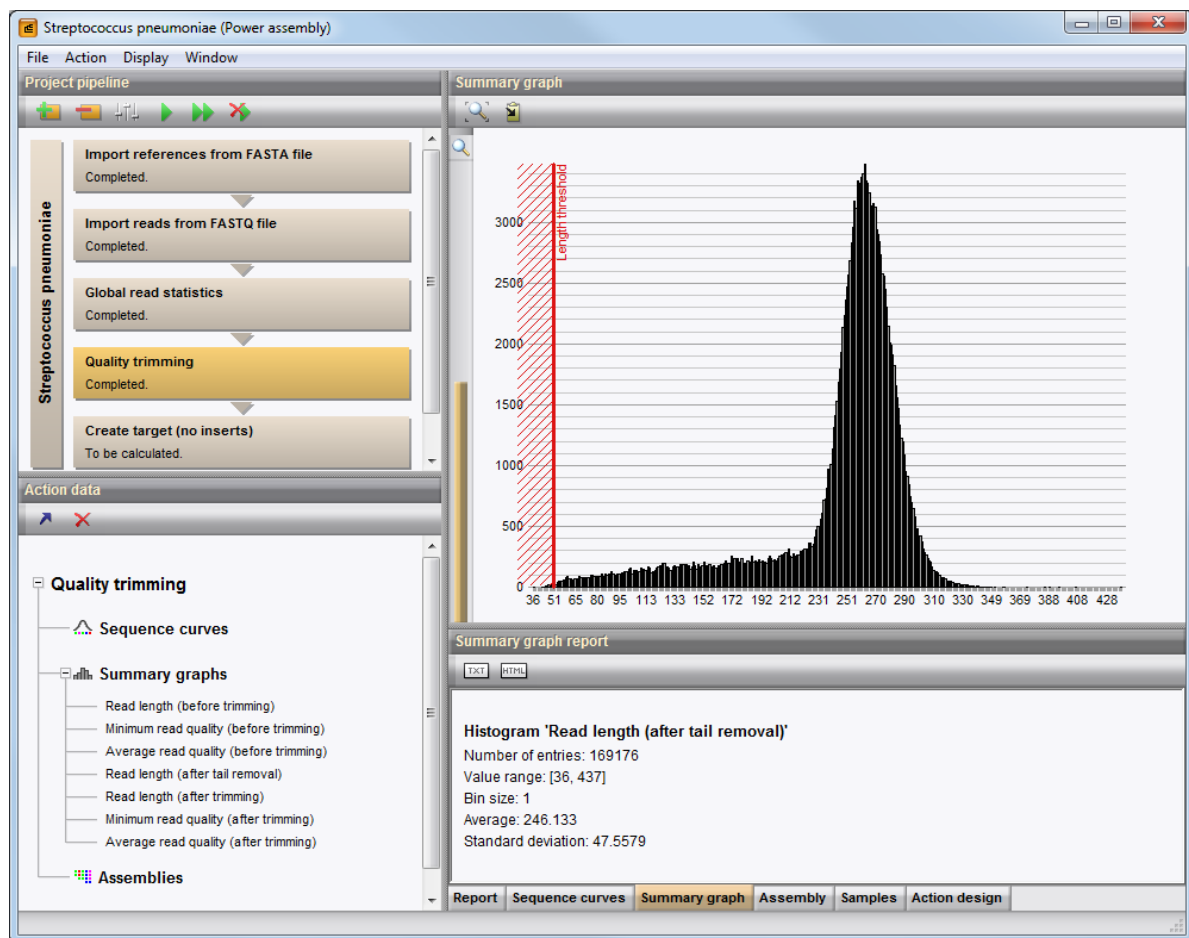 Streptococcus pneumoniae (Power assembly)
File Action Display Window
Project pipeline
Streptococcus pneumoniae
Import references from FASTA file
Completed.
Import reads from FASTQ file
Completed.
Global read statistics
Completed.
Quality trimming
Completed.
Create target (no inserts)
To be calculated.
Action data
Quality trimming
Sequence curves
Summary graphs
Read length (before trimming)
Minimum read quality (before trimming)
Average read quality (before trimming)
Read length (after tail removal)
Read length (after trimming)
Minimum read quality (after trimming)
Average read quality (after trimming)
Assemblies
Summary graph
Length threshold
3000
2500
2000
1500
1000
500
0
36 51 65 80 95 113 133 152 172 192 212 231 251 270 290 310 330 349 369 388 408 428
Summary graph report
TXT HTML
Histogram 'Read length (after tail removal)'
Number of entries: 169176
Value range: [36, 437]
Bin size: 1
Average: 246.133
Standard deviation: 47.5579
Report Sequence curves Summary graph Assembly Samples Action design